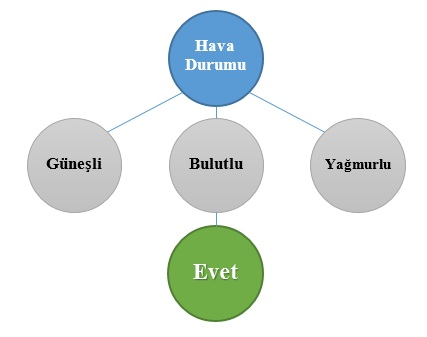 Hava
Durumu
Güneşli
Bulutlu
Yağmurlu
Evet